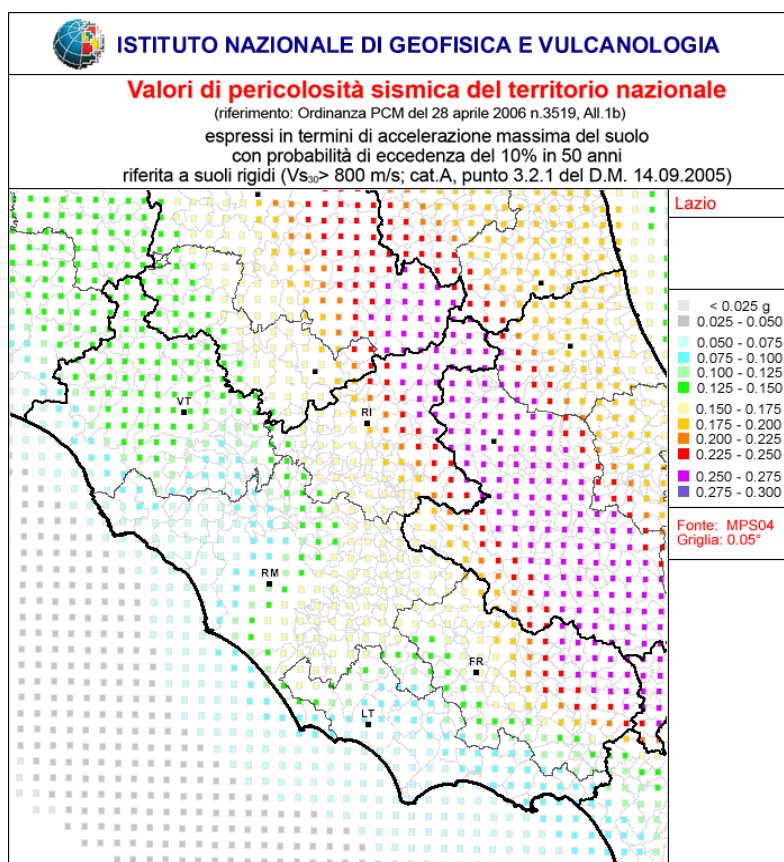 ISTITUTO NAZIONALE DI GEOFISICA E VULCANOLOGIA
Valori di pericolosità sismica del territorio nazionale
(riferimento: Ordinanza PCM del 28 aprile 2006 n.3519, All.1b)
espressi in termini di accelerazione massima del suolo
con probabilità di eccedenza del 10% in 50 anni
riferita a suoli rigidi (Vs30> 800 m/s; cat.A, punto 3.2.1 del D.M. 14.09.2005)
Lazio
< 0.025 g
0.025 - 0.050
0.050 - 0.075
0.075 - 0.100
0.100 - 0.125
0.125 - 0.150
0.150 - 0.175
0.175 - 0.200
0.200 - 0.225
0.225 - 0.250
0.250 - 0.275
0.275 - 0.300
Fonte: MPS04
Griglia: 0.05°
VT
RI
RM
FR
LT